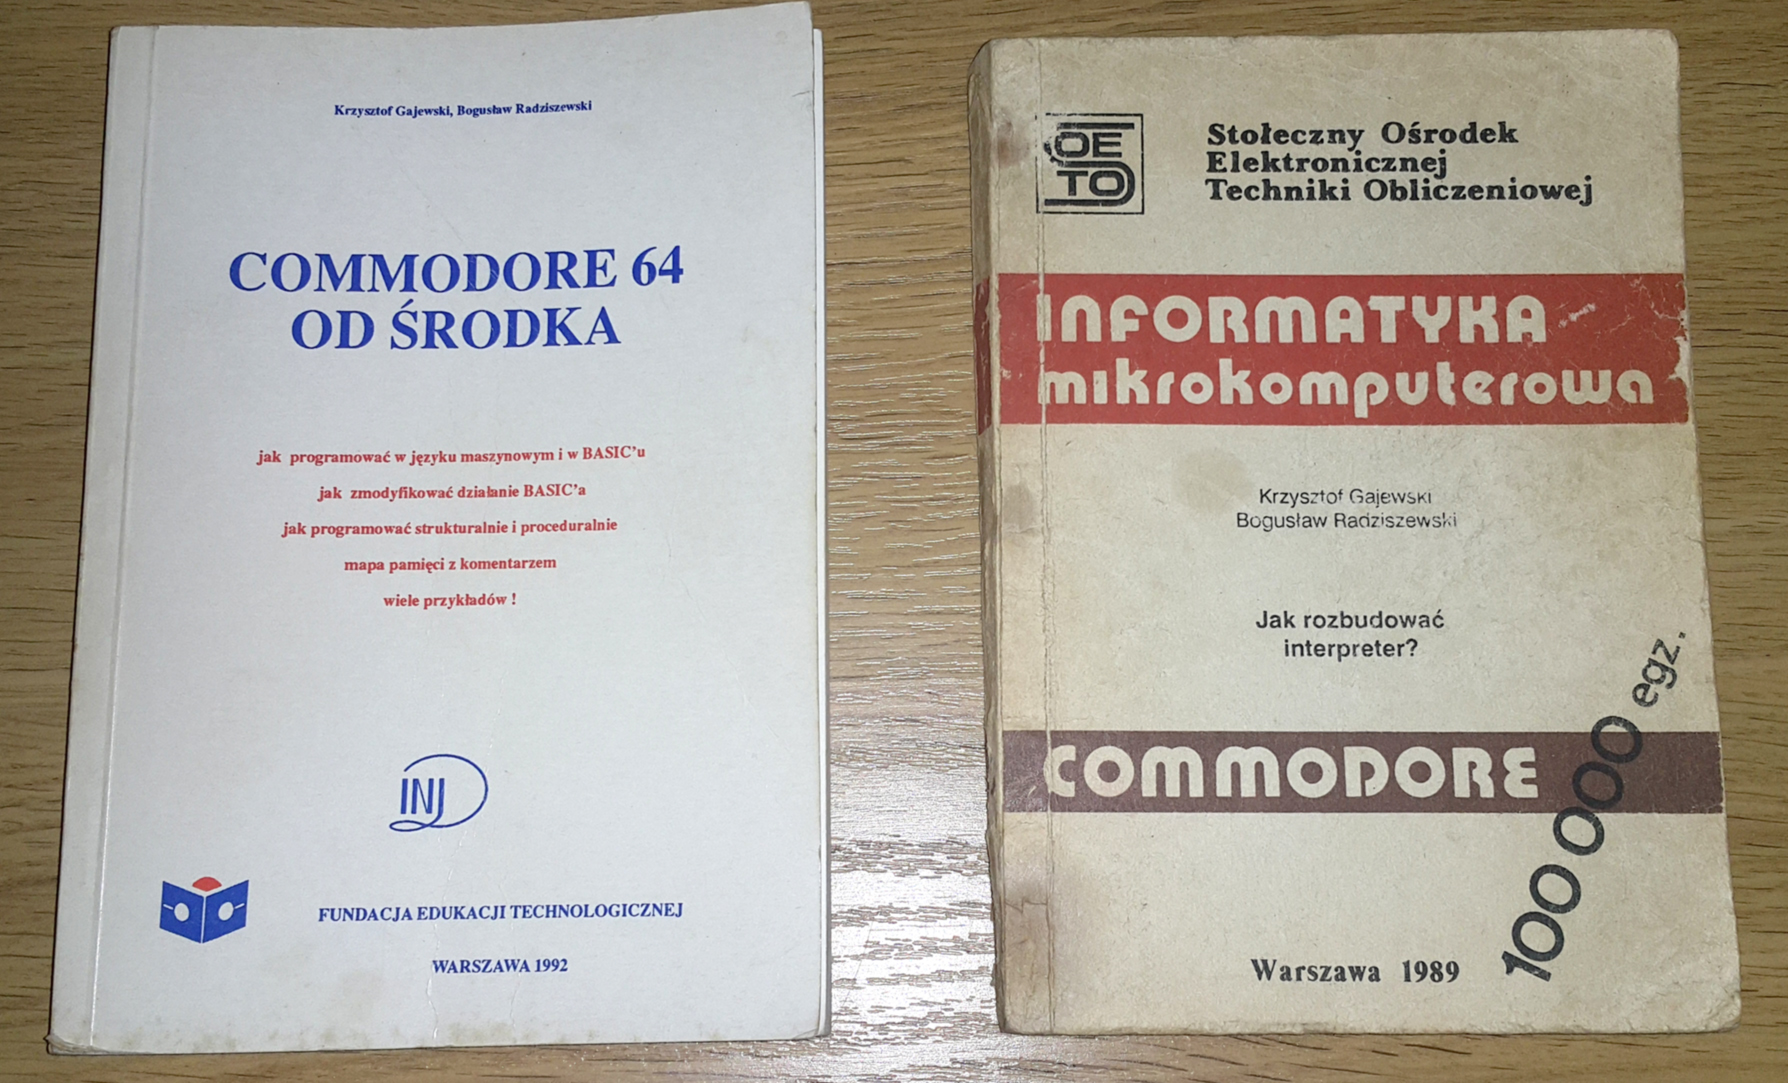 Krzysztof Gajewski, Bogusław Radziszewski
COMMODORE 64
OD ŚRODKA
jak programować w języku maszynowym i w BASIC'u
jak zmodyfikować działanie BASIC'a
jak programować strukturalnie i proceduralnie
mapa pamięci z komentarzem
wiele przykładów !
INJ
FUNDACJA EDUKACJI TECHNOLOGICZNEJ
WARSZAWA 1992
OE
TO
Stołeczny Ośrodek
Elektronicznej
Techniki Obliczeniowej
INFORMATYKA
mikrokomputerowa
Krzysztof Gajewski
Bogusław Radziszewski
Jak rozbudować
interpreter?
COMMODORE
100 000 egz.
Warszawa 1989